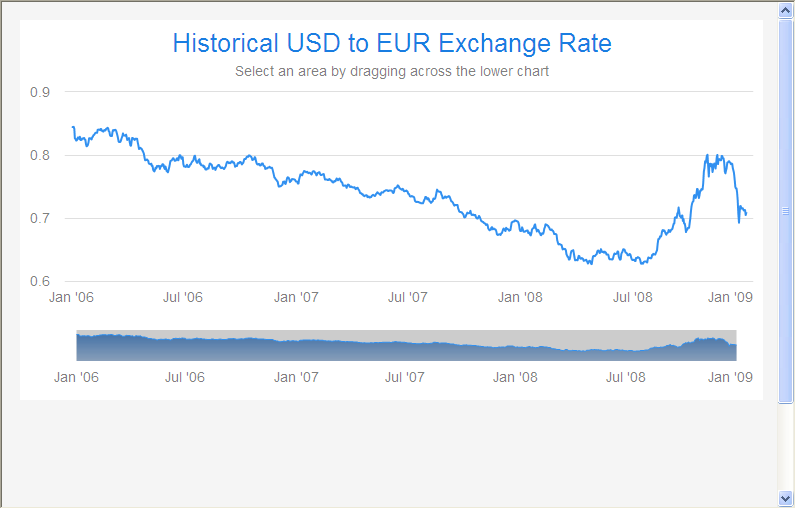 Historical USD to EUR Exchange Rate
Select an area by dragging across the lower chart
0.9
0.8
0.7
0.6
Jan '06 Jul '06 Jan '07 Jul '07 Jan '08 Jul '08 Jan '09
Jan '06 Jul '06 Jan '07 Jul '07 Jan '08 Jul '08 Jan '09